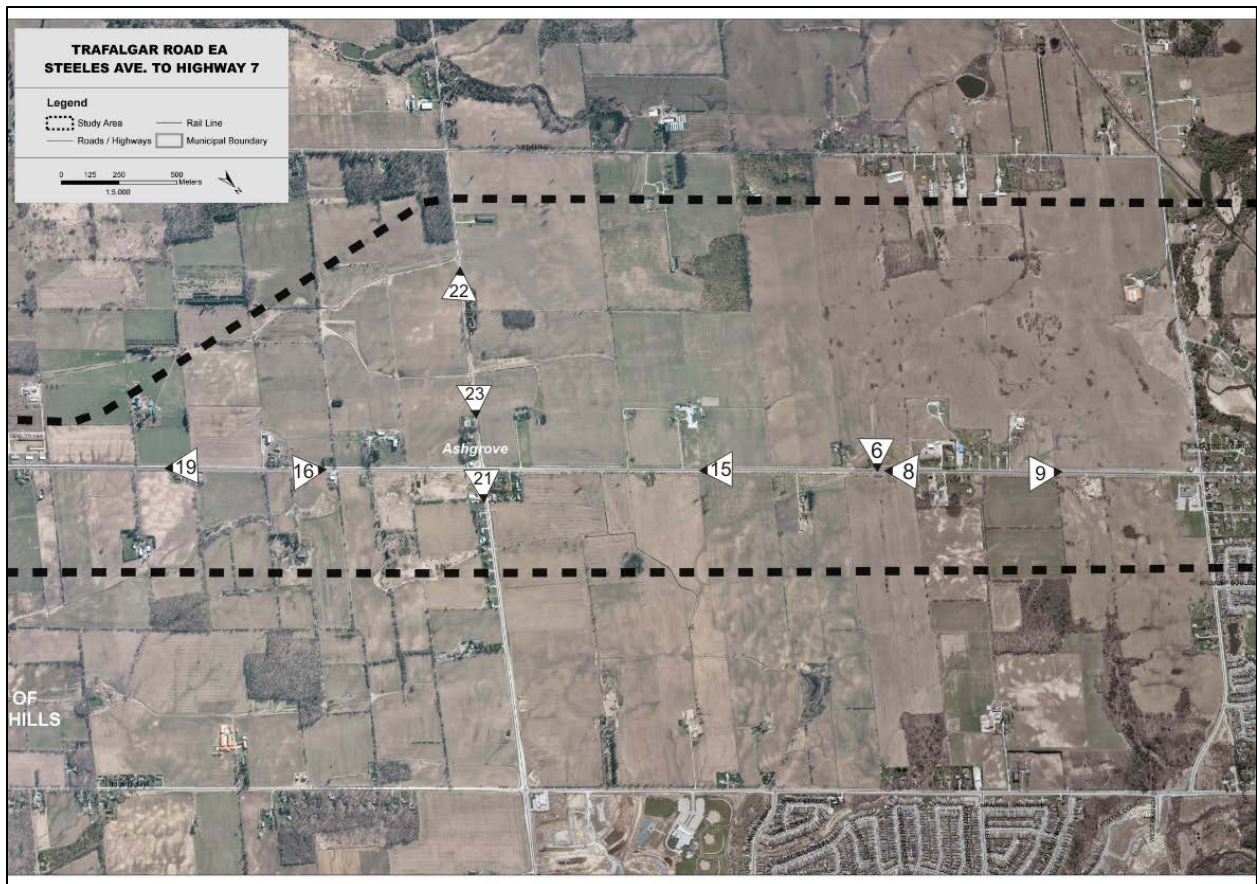 TRAFALGAR ROAD EA
STEELES AVE. TO HIGHWAY 7
Legend
Study Area
Rail Line
Roads / Highways
Municipal Boundary
0 125 250 500
Meters
1:5,000
N
22
23
Ashgrove
19
16
21
15
6
8
9
OF
HILLS